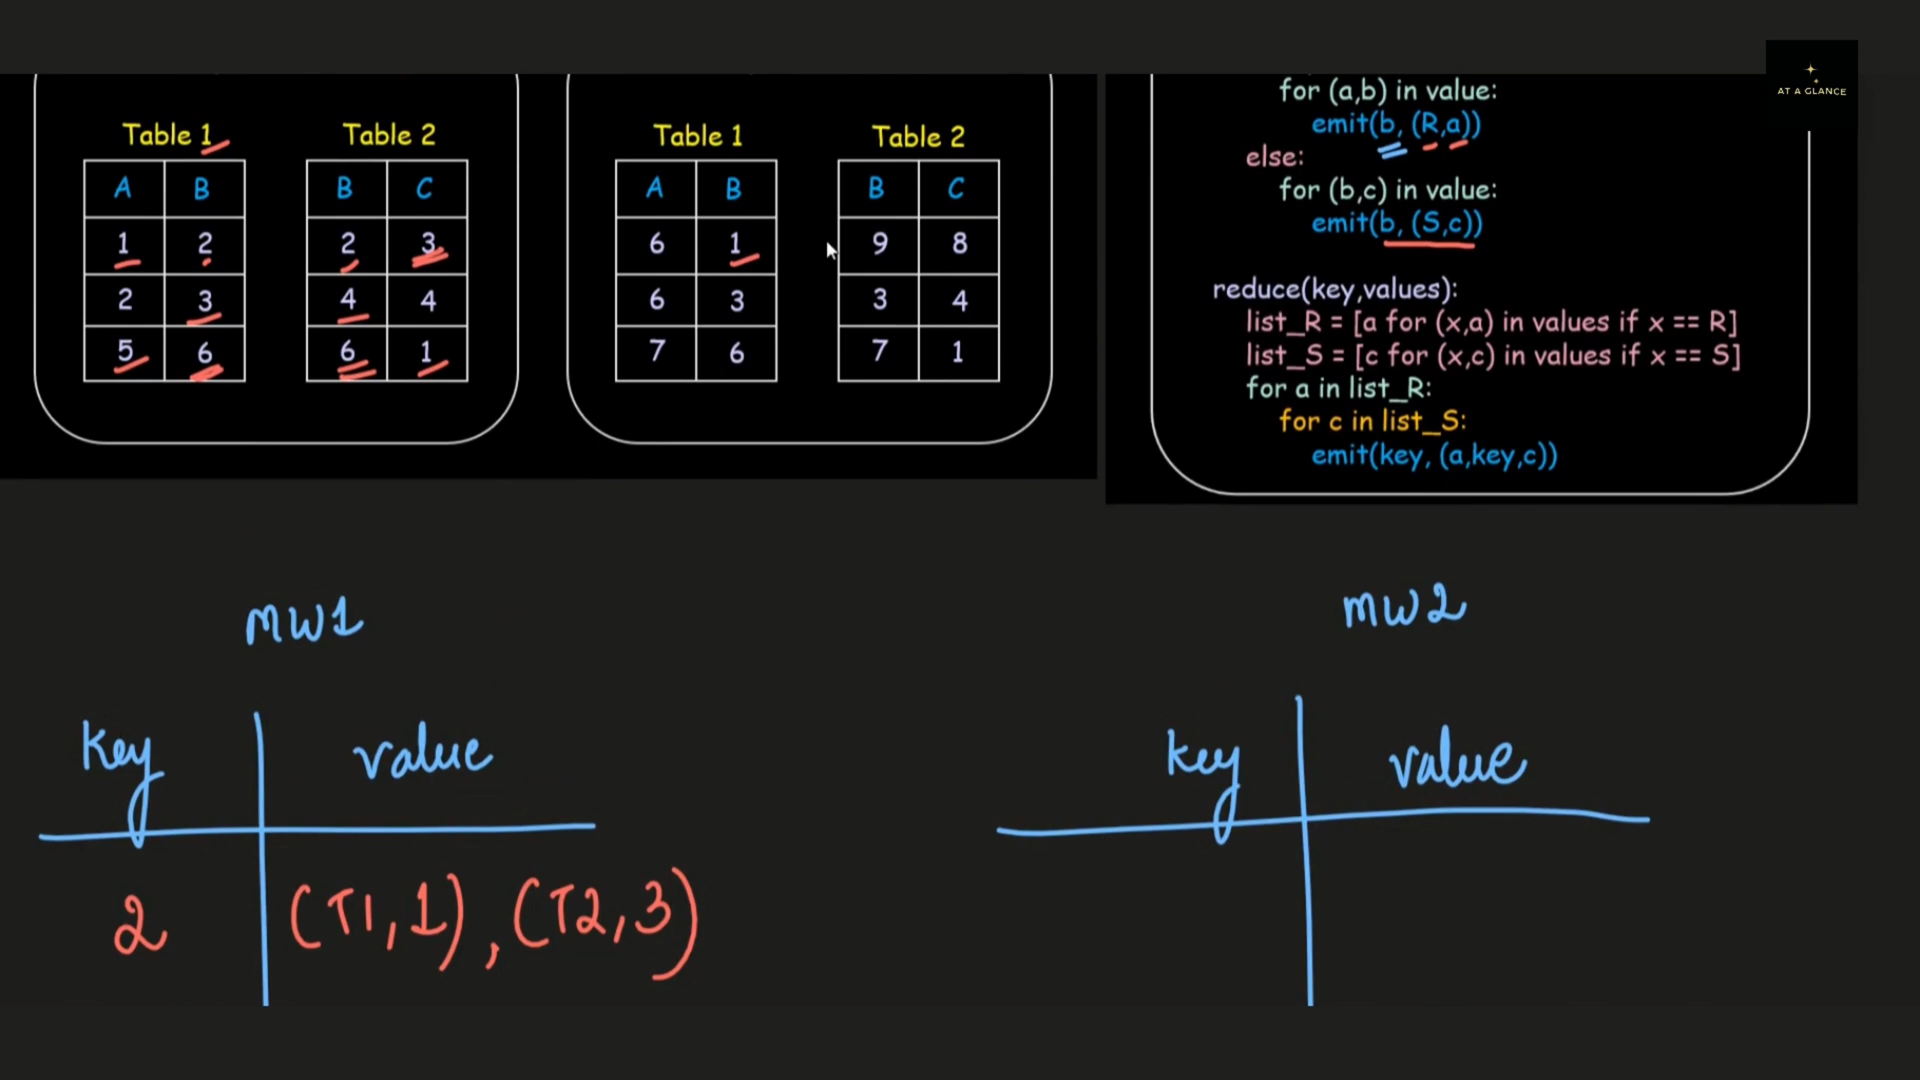 AT A GLANCE
Table 1 Table 2
A B B C
1 2 2 3
2 3 4 4
5 6 6 1
Table 1 Table 2
A B B C
6 1 9 8
6 3 3 4
7 6 7 1
for (a,b) in value:
emit(b, (R,a))
else:
for (b,c) in value:
emit(b, (S,c))
reduce(key,values):
list_R = [a for (x,a) in values if x == R]
list_S = [c for (x,c) in values if x == S]
for a in list_R:
for c in list_S:
emit(key, (a,key,c))
MW1
Key value
2 (T1,1), (T2,3)
MW2
Key value